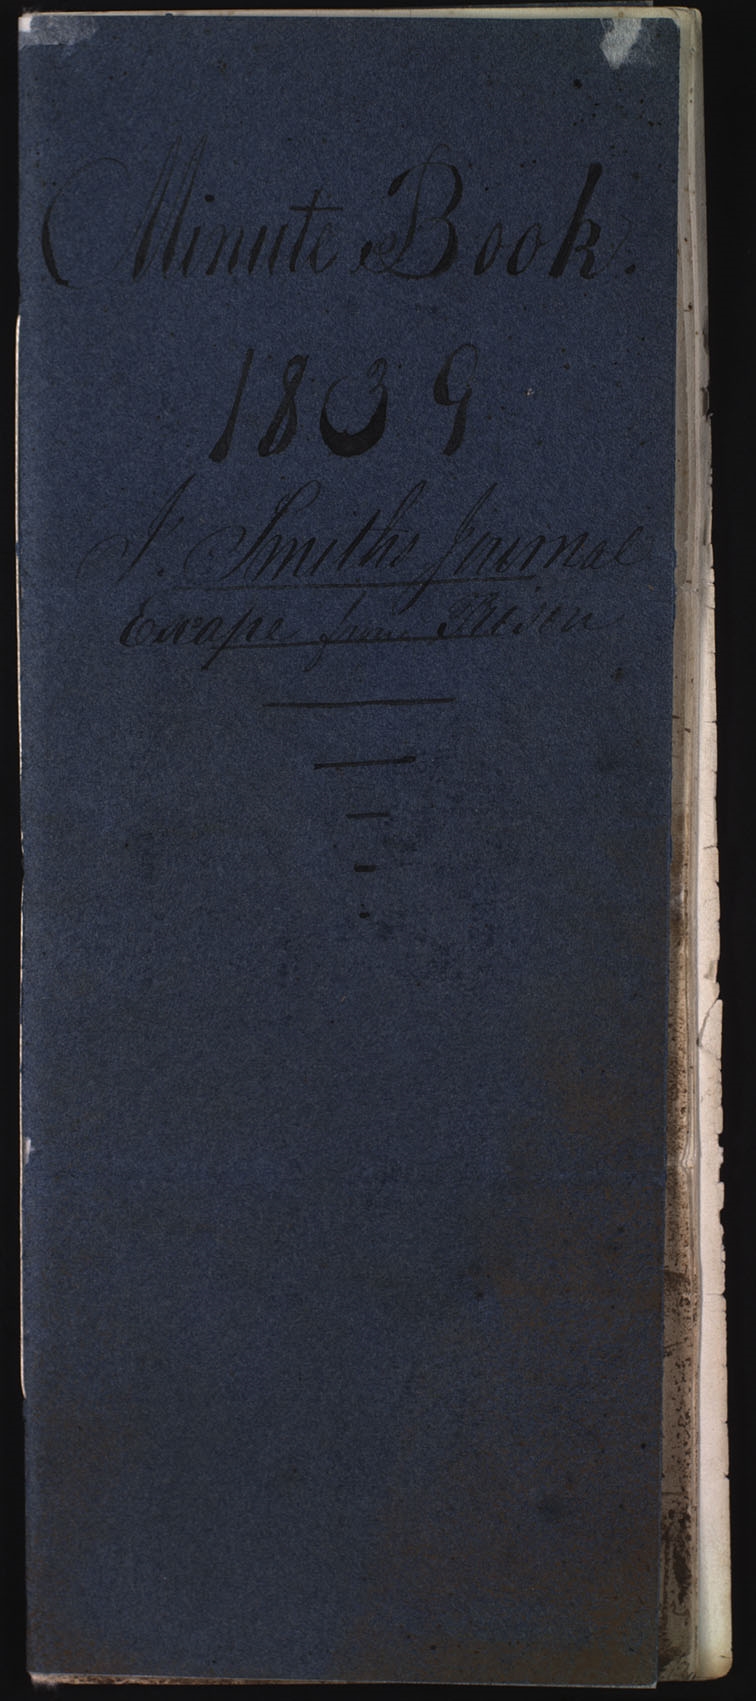 Minute Book.
1839
J. Smiths Journal
Escape from Prison